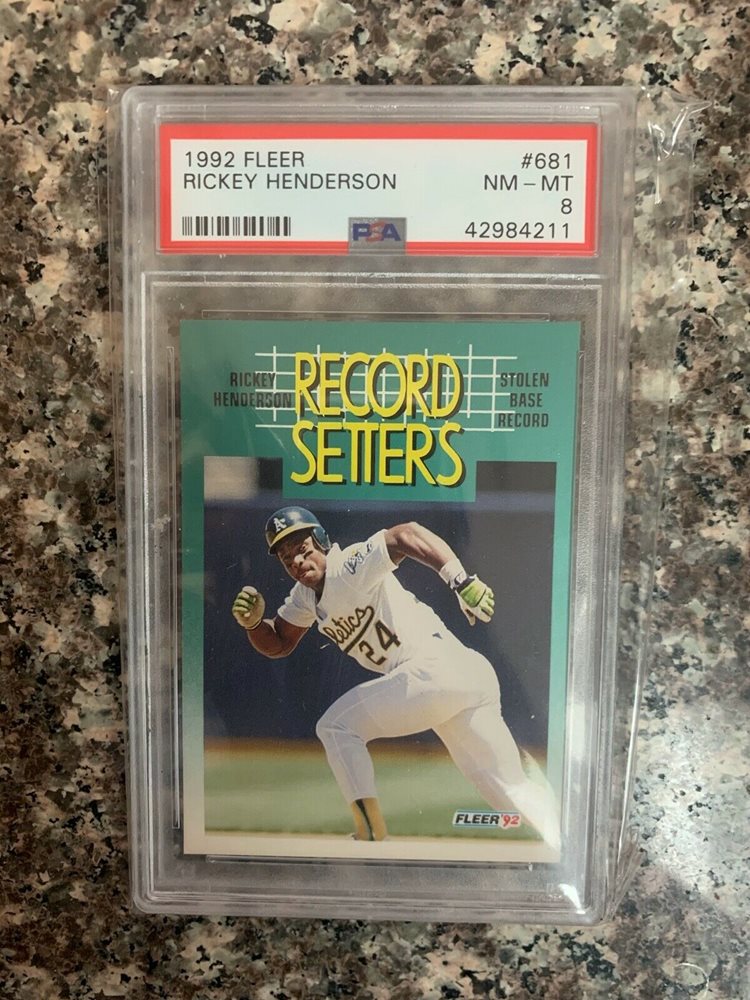 1992 FLEER #681
RICKEY HENDERSON NM - MT
8
PSA 42984211
RICKEY HENDERSON
RECORD SETTERS
STOLEN BASE RECORD
A's
Athletics
24
FLEER '92